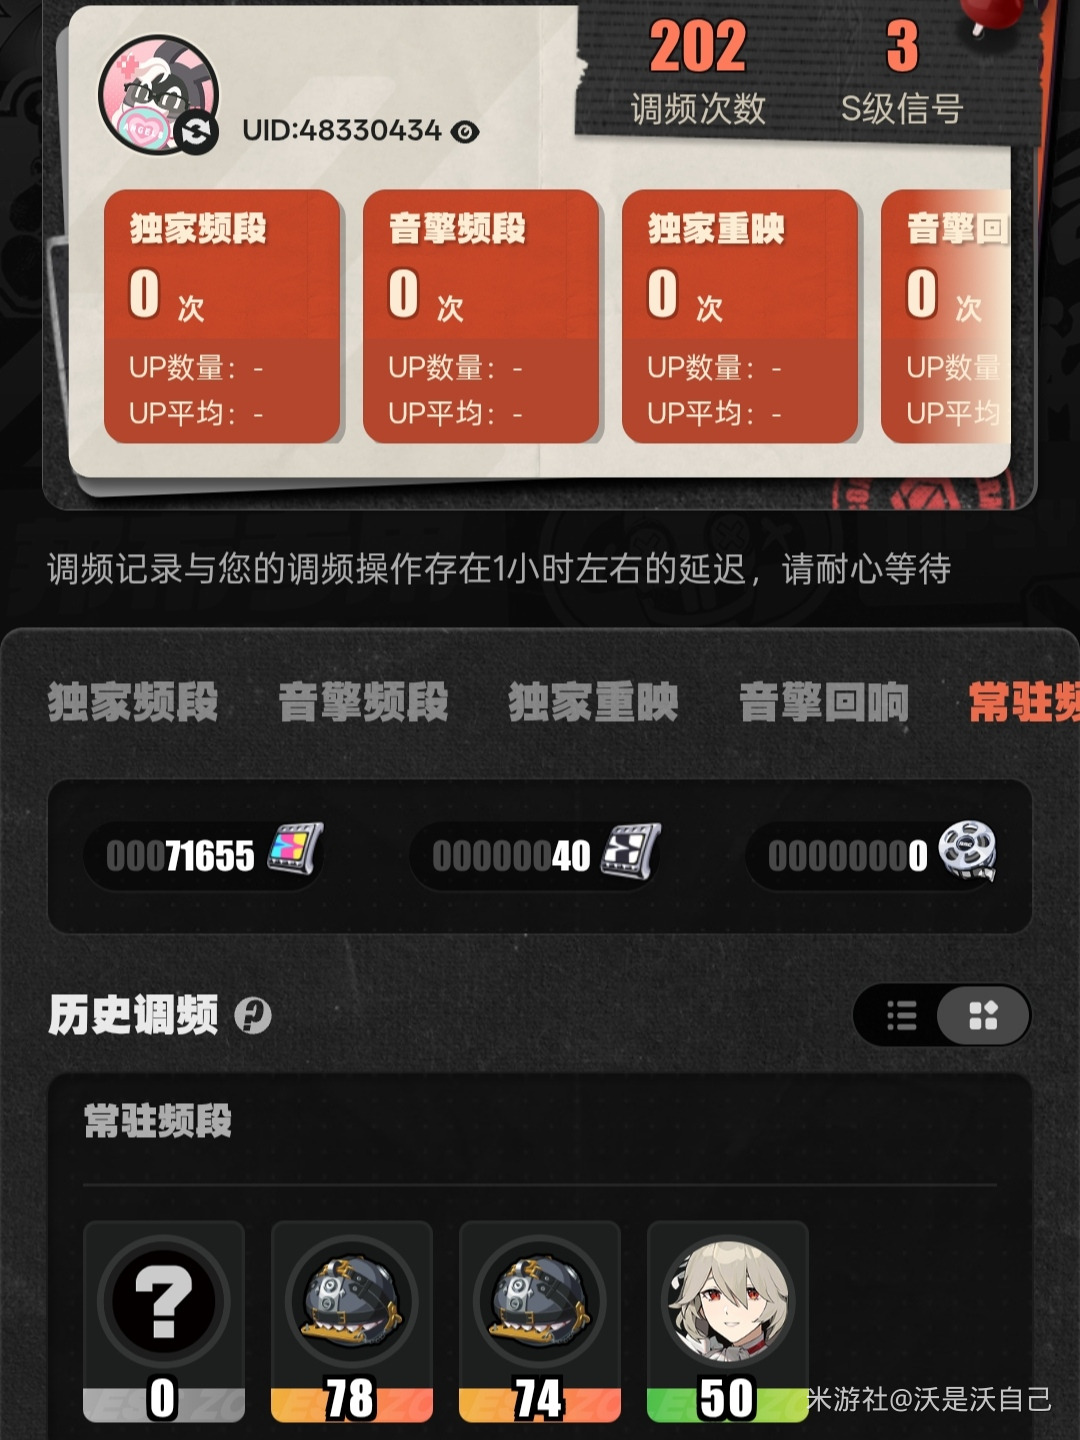 202
3
调频次数
S级信号
ANGELS
UID:48330434
独家频段
音擎频段
独家重映
音擎回
0 次
0 次
0 次
0 次
UP数量：-
UP数量：-
UP数量：-
UP数量
UP平均：-
UP平均：-
UP平均：-
UP平均
调频记录与您的调频操作存在1小时左右的延迟，请耐心等待
独家频段
音擎频段
独家重映
音擎回响
常驻频
00071655
00000040
00000000
历史调频
常驻频段
?
0
78
74
50
米游社@沃是沃自己